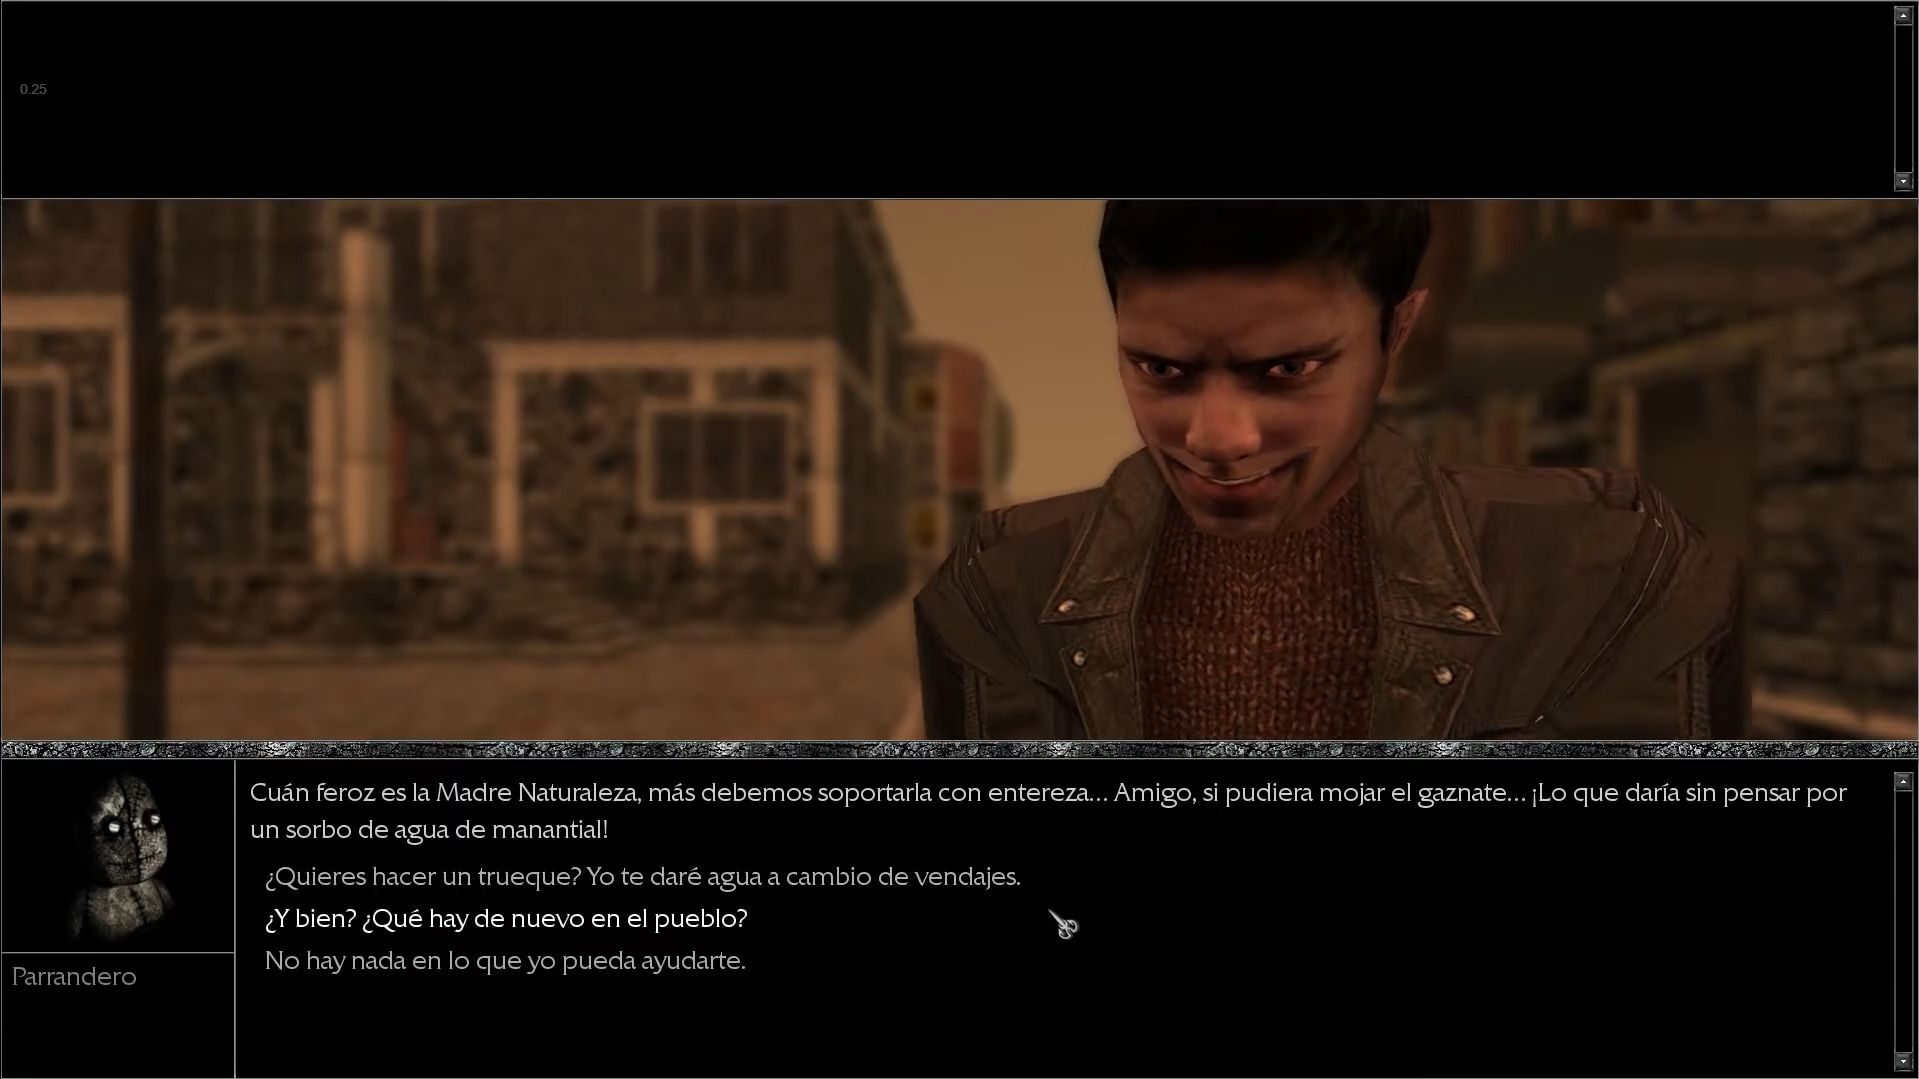 0.25
Cuán feroz es la Madre Naturaleza, más debemos soportarla con entereza... Amigo, si pudiera mojar el gaznate... ¡Lo que daría sin pensar por
un sorbo de agua de manantial!
¿Quieres hacer un trueque? Yo te daré agua a cambio de vendajes.
¿Y bien? ¿Qué hay de nuevo en el pueblo?
No hay nada en lo que yo pueda ayudarte.
Parrandero